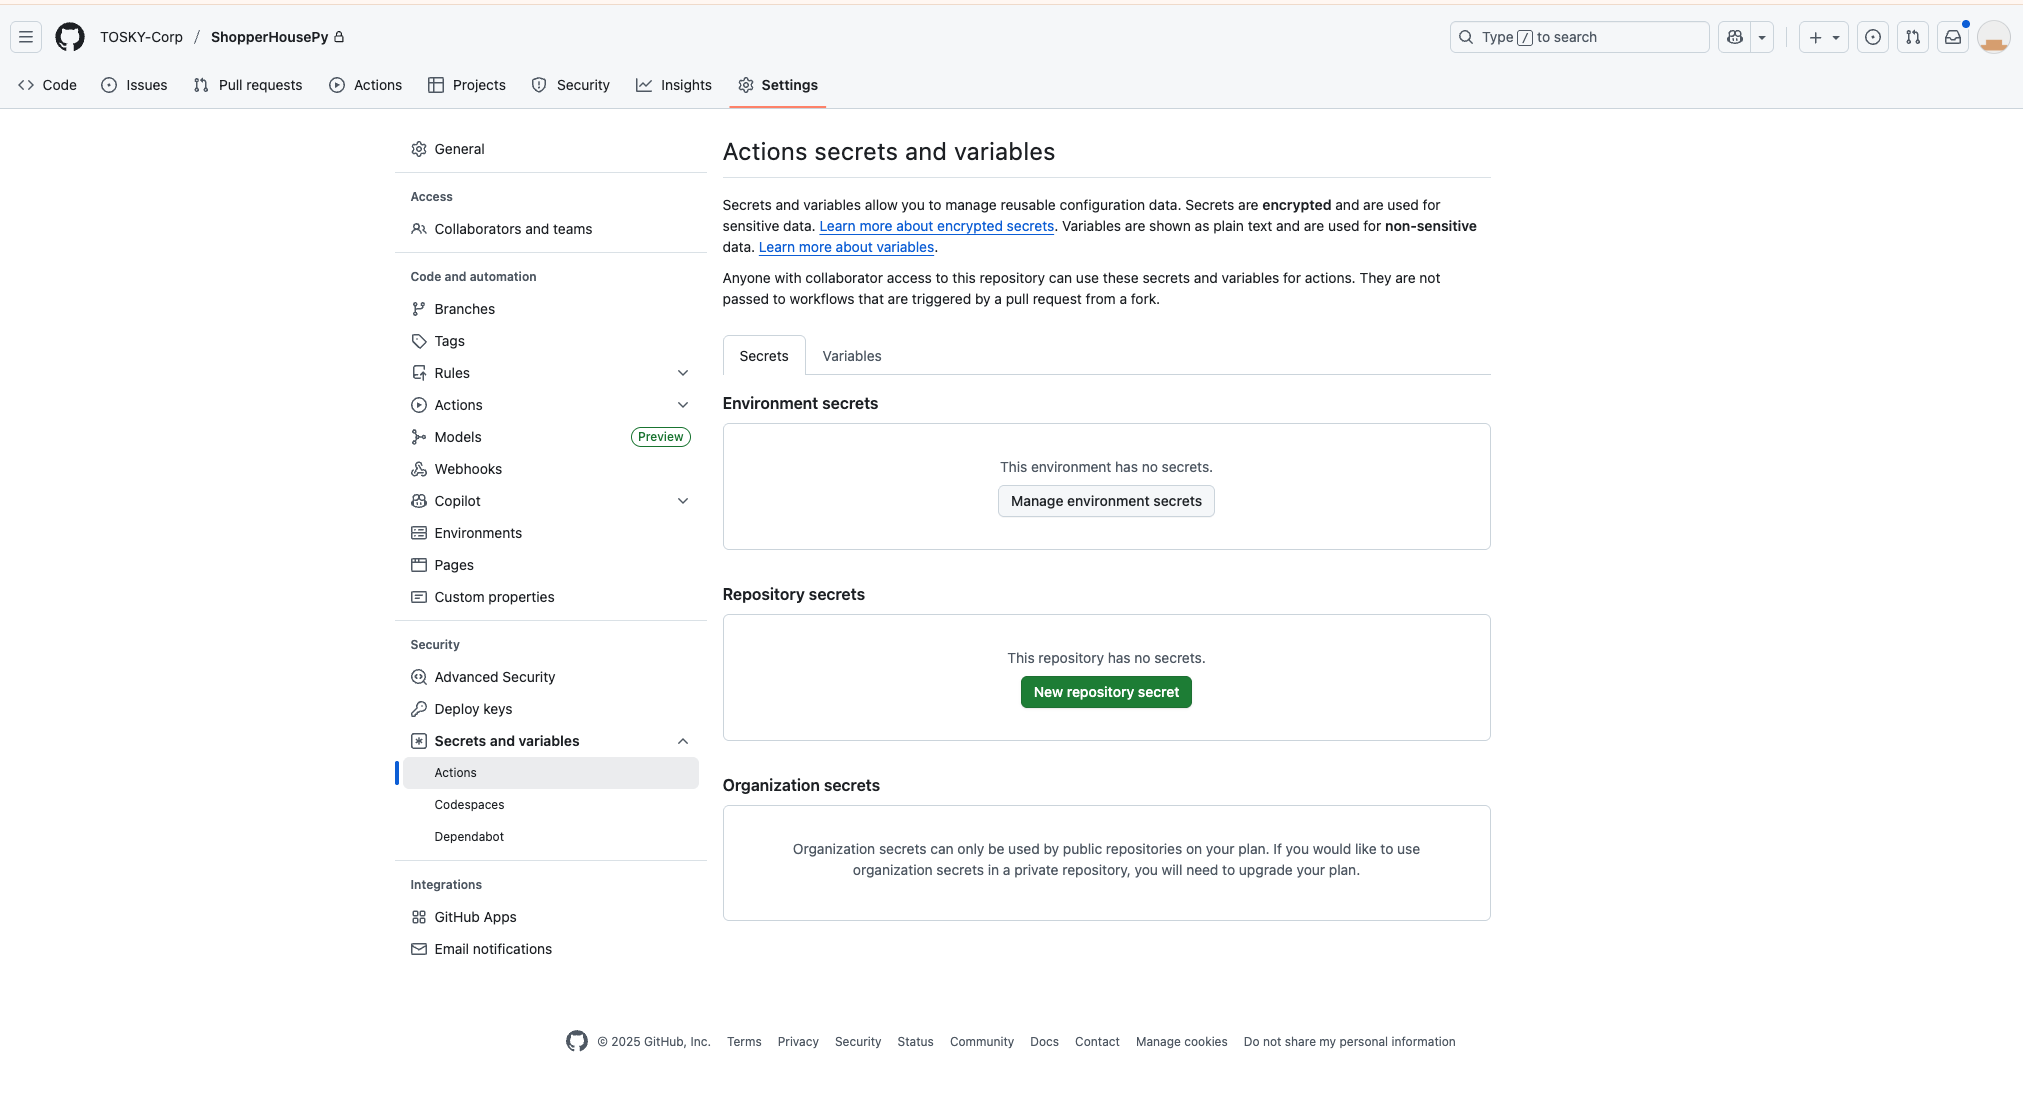 TOSKY-Corp / ShopperHousePy
Type / to search
Code
Issues
Pull requests
Actions
Projects
Security
Insights
Settings
General
Access
Collaborators and teams
Code and automation
Branches
Tags
Rules
Actions
Models
Preview
Webhooks
Copilot
Environments
Pages
Custom properties
Security
Advanced Security
Deploy keys
Secrets and variables
Actions
Codespaces
Dependabot
Integrations
GitHub Apps
Email notifications
Actions secrets and variables
Secrets and variables allow you to manage reusable configuration data. Secrets are encrypted and are used for
sensitive data. Learn more about encrypted secrets. Variables are shown as plain text and are used for non-sensitive
data. Learn more about variables.
Anyone with collaborator access to this repository can use these secrets and variables for actions. They are not
passed to workflows that are triggered by a pull request from a fork.
Secrets
Variables
Environment secrets
This environment has no secrets.
Manage environment secrets
Repository secrets
This repository has no secrets.
New repository secret
Organization secrets
Organization secrets can only be used by public repositories on your plan. If you would like to use
organization secrets in a private repository, you will need to upgrade your plan.
© 2025 GitHub, Inc.
Terms
Privacy
Security
Status
Community
Docs
Contact
Manage cookies
Do not share my personal information